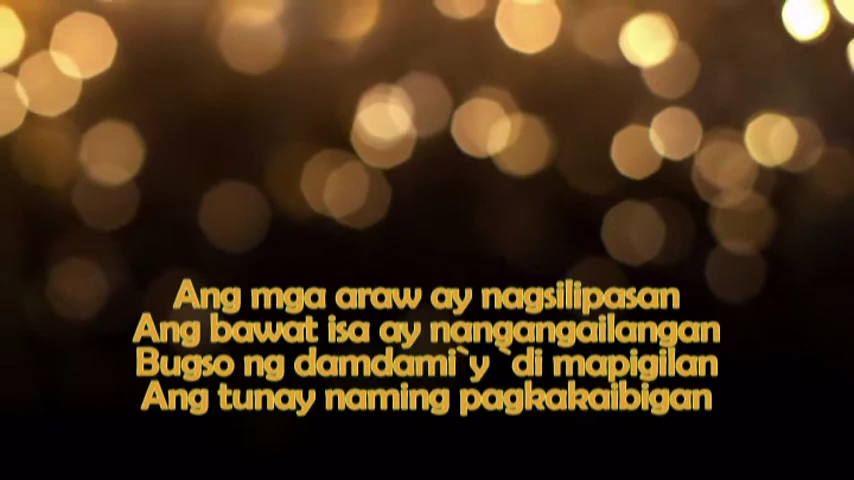 Ang mga araw ay nagsilipasan
Ang bawat isa ay nangangailangan
Bugso ng damdami`y `di mapigilan
Ang tunay naming pagkakaibigan